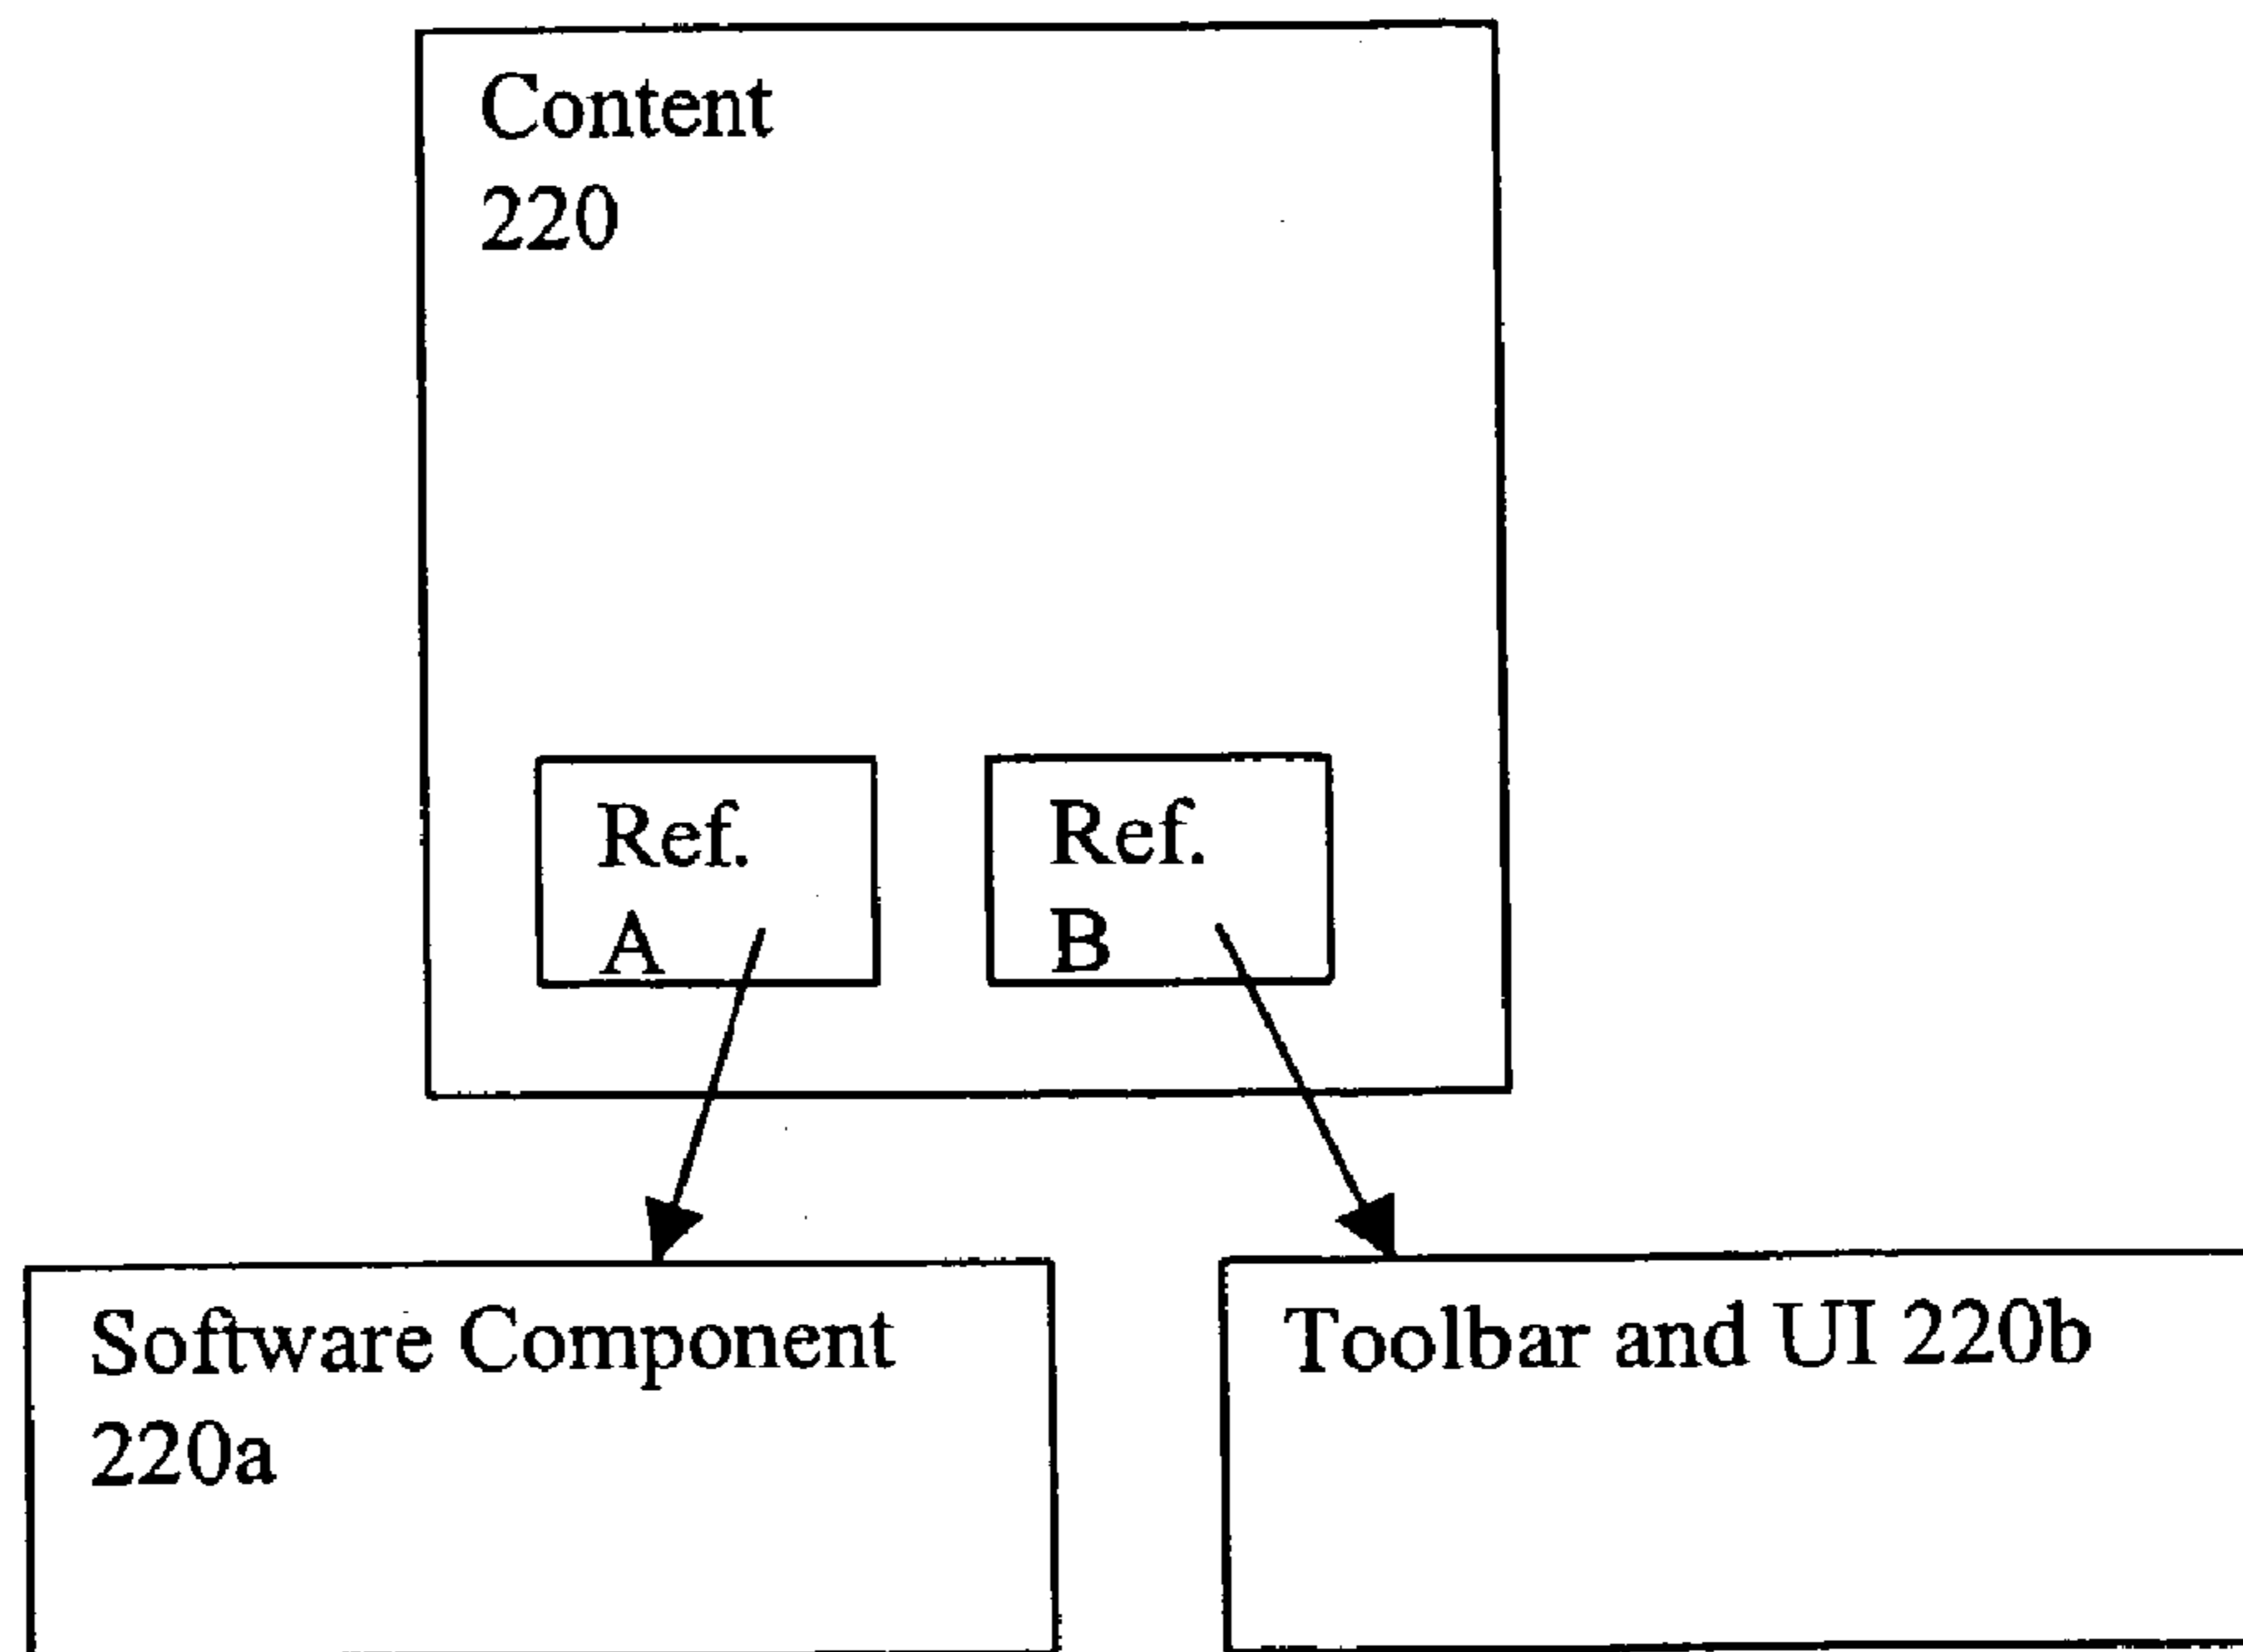 Content
220
Ref.
A
Ref.
B
Software Component
220a
Toolbar and UI 220b